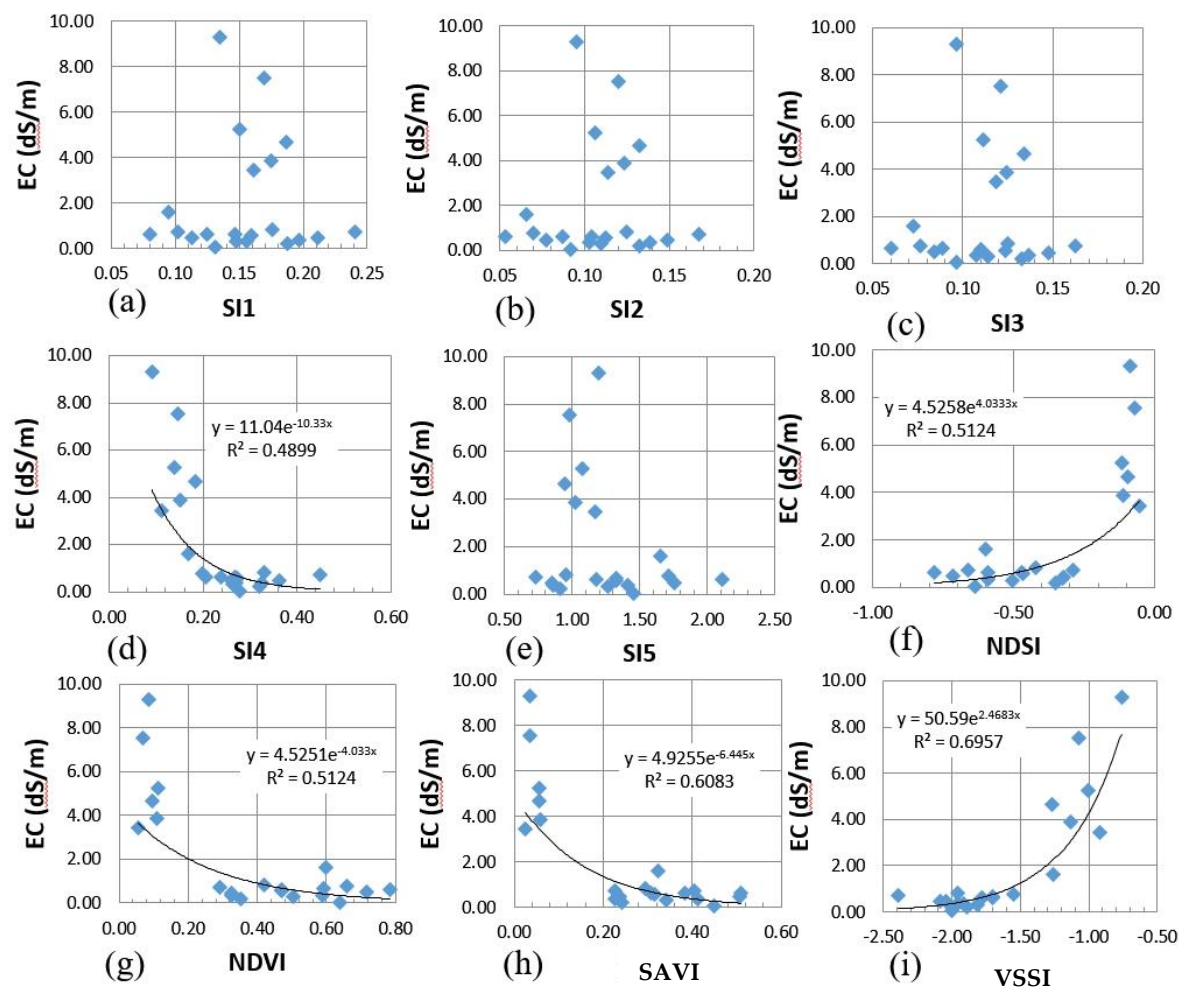 10.00
8.00
6.00
4.00
2.00
0.00
EC (dS/m)
0.05 0.10 0.15 0.20 0.25
(a) SI1
10.00
8.00
6.00
4.00
2.00
0.00
EC (dS/m)
0.05 0.10 0.15 0.20
(b) SI2
10.00
8.00
6.00
4.00
2.00
0.00
EC (dS/m)
0.05 0.10 0.15 0.20
(c) SI3
10.00
8.00
6.00
4.00
2.00
0.00
EC (dS/m)
y = 11.04e^-10.33x
R² = 0.4899
0.00 0.20 0.40 0.60
(d) SI4
10.00
8.00
6.00
4.00
2.00
0.00
EC (dS/m)
0.50 1.00 1.50 2.00 2.50
(e) SI5
10.00
8.00
6.00
4.00
2.00
0.00
EC (dS/m)
y = 4.5258e^4.0333x
R² = 0.5124
-1.00 -0.50 0.00
(f) NDSI
10.00
8.00
6.00
4.00
2.00
0.00
EC (dS/m)
y = 4.5251e^-4.033x
R² = 0.5124
0.00 0.20 0.40 0.60 0.80
(g) NDVI
10.00
8.00
6.00
4.00
2.00
0.00
EC (dS/m)
y = 4.9255e^-6.445x
R² = 0.6083
0.00 0.20 0.40 0.60
(h) SAVI
10.00
8.00
6.00
4.00
2.00
0.00
EC (dS/m)
y = 50.59e^2.4683x
R² = 0.6957
-2.50 -2.00 -1.50 -1.00 -0.50
(i) VSSI